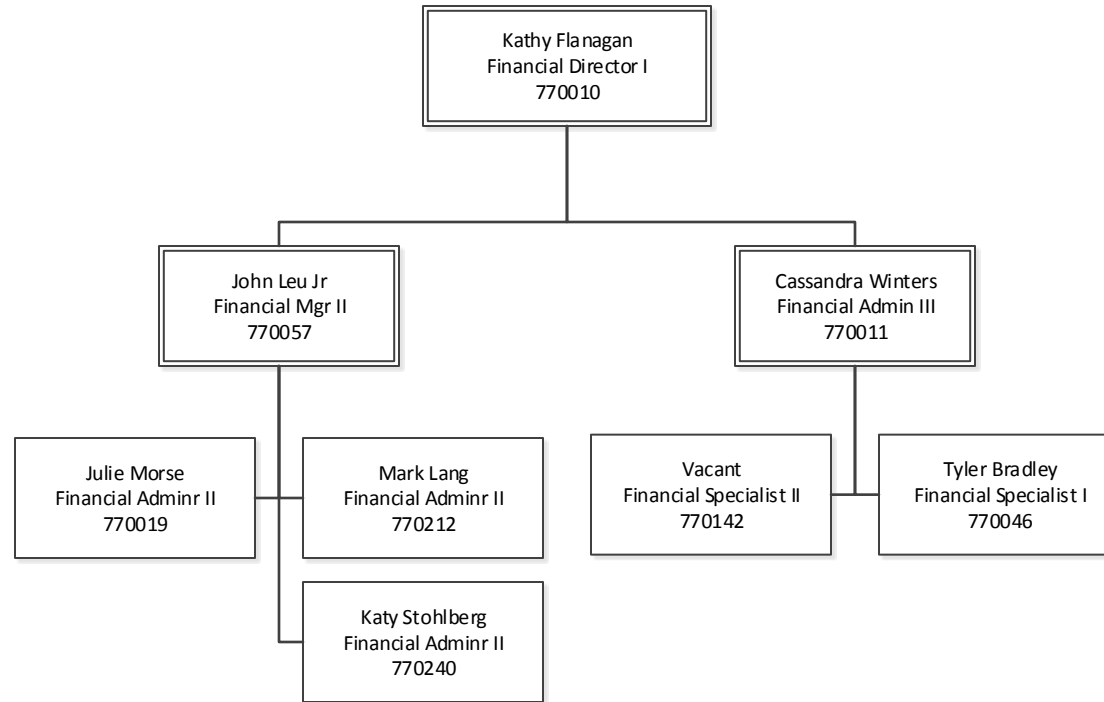 Kathy Flanagan
Financial Director I
770010
John Leu Jr
Financial Mgr II
770057
Cassandra Winters
Financial Admin III
770011
Julie Morse
Financial Adminr II
770019
Mark Lang
Financial Adminr II
770212
Vacant
Financial Specialist II
770142
Tyler Bradley
Financial Specialist I
770046
Katy Stohlberg
Financial Adminr II
770240